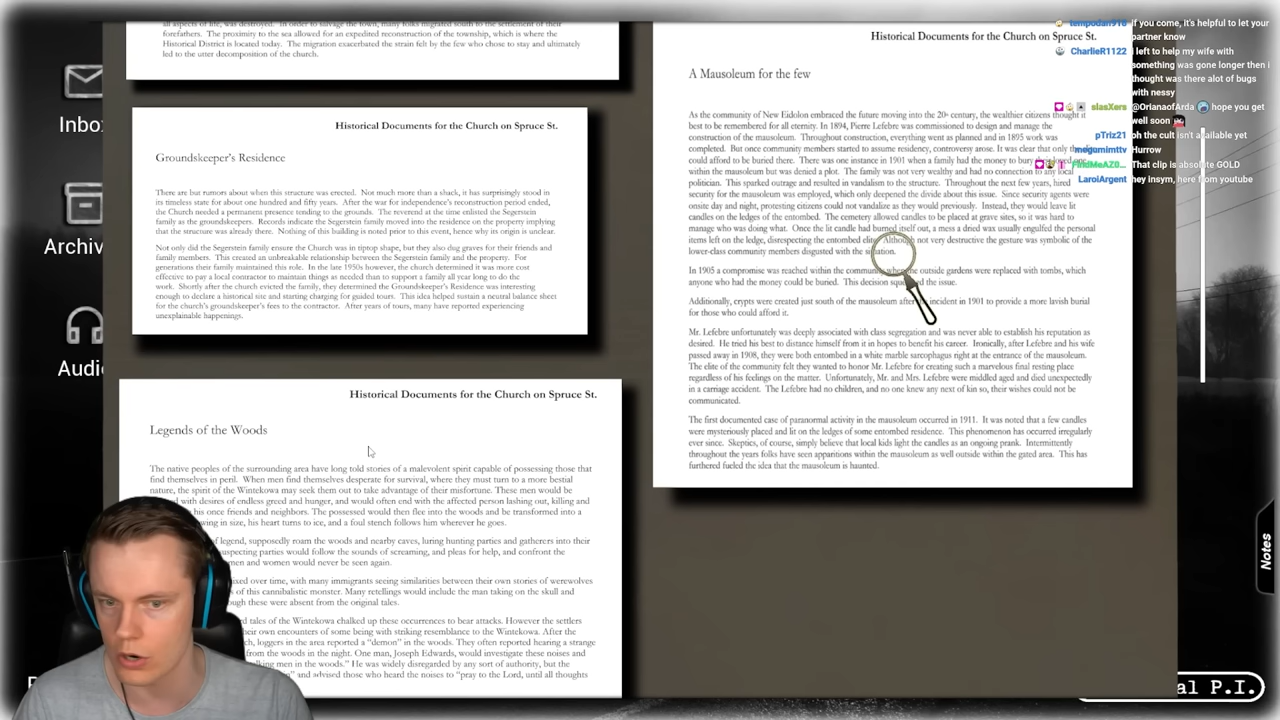 all aspects of life, was destroyed. In order to salvage the town, many folks migrated south to the settlement of their
forefathers. The proximity to the sea allowed for an expedited reconstruction of the township, which is where the
Historical District is located today. The migration exacerbated the strain felt by the few who chose to stay and ultimately
led to the utter decomposition of the church.
Historical Documents for the Church on Spruce St.
Groundskeeper's Residence
There are but rumors about when this structure was erected. Not much more than a shack, it has surprisingly stood in
its timeless state for about one hundred and fifty years. After the war for independence's reconstruction period ended,
the Church needed a permanent presence tending to the grounds. The reverend at the time enlisted the Segerstein
family as the groundskeepers. Records indicate the Segerstein family moved into the residence on the property implying
that the structure was already there. Nothing of this building is noted prior to this event, hence why its origin is unclear.
Not only did the Segerstein family ensure the Church was in tiptop shape, but they also dug graves for their friends and
family members. This created an unbreakable relationship between the Segerstein family and the property. For
generations their family maintained this role. In the late 1950s however, the church determined it was more cost
effective to pay a local contractor to maintain things as needed than to support a family all year long to do the
work. Shortly after the church evicted the family, they determined the Groundskeeper's Residence was interesting
enough to declare a historical site and starting charging for guided tours. This idea helped sustain a neutral balance sheet
for the church's groundskeeper's fees to the contractor. After years of tours, many have reported experiencing
unexplainable happenings.
Historical Documents for the Church on Spruce St.
Legends of the Woods
The native peoples of the surrounding area have long told stories of a malevolent spirit capable of possessing those that
find themselves in peril. When men find themselves desperate for survival, where they must turn to a more bestial
nature, the spirit of the Wintekowa may seek them out to take advantage of their misfortune. These men would be
with desires of endless greed and hunger, and would often end with the affected person lashing out, killing and
his once friends and neighbors. The possessed would then flee into the woods and be transformed into a
wing in size, his heart turns to ice, and a foul stench follows him wherever he goes.
of legend, supposedly roam the woods and nearby caves, luring hunting parties and gatherers into their
uspecting parties would follow the sounds of screaming, and pleas for help, and confront the
men and women would never be seen again.
ixed over time, with many immigrants seeing similarities between their own stories of werewolves
of this cannibalistic monster. Many retellings would include the man taking on the skull and
ough these were absent from the original tales.
rd tales of the Wintekowa chalked up these occurrences to bear attacks. However the settlers
heir own encounters of some being with striking resemblance to the Wintekowa. After the
ch, loggers in the area reported a “demon” in the woods. They often reported hearing a strange
from the woods in the night. One man, Joseph Edwards, would investigate these noises and
lking men in the woods.” He was widely disregarded by any sort of authority, but the
and advised those who heard the noises to “pray to the Lord, until all thoughts
Historical Documents for the Church on Spruce St.
A Mausoleum for the few
As the community of New Eidolon embraced the future moving into the 20th century, the wealthier citizens thought it
best to be remembered for all eternity. In 1894, Pierre Lefebre was commissioned to design and manage the
construction of the mausoleum. Throughout construction, everything went as planned and in 1895 work was
completed. But once community members started to assume residency, controversy arose. It was clear that only
could afford to be buried there. There was one instance in 1901 when a family had the money to bury
within the mausoleum but was denied a plot. The family was not very wealthy and had no connection to any local
politician. This sparked outrage and resulted in vandalism to the structure. Throughout the next few years, hired
security for the mausoleum was employed, which only deepened the divide about this issue. Since security agents were
onsite day and night, protesting citizens could not vandalize as they would previously. Instead, they would leave lit
candles on the ledges of the entombed. The cemetery allowed candles to be placed at grave sites, so it was hard to
manage who was doing what. Once the lit candle had burned itself out, a mess a dried wax usually engulfed the personal
items left on the ledge, disrespecting the entombed elite. Although not very destructive the gesture was symbolic of the
lower-class community members disgusted with the situation.
In 1905 a compromise was reached within the community where the outside gardens were replaced with tombs, which
anyone who had the money could be buried. This decision the issue.
Additionally, crypts were created just south of the mausoleum after incident in 1901 to provide a more lavish burial
for those who could afford it.
Mr. Lefebre unfortunately was deeply associated with class segregation and was never able to establish his reputation as
desired. He tried his best to distance himself from it in hopes to benefit his career. Ironically, after Lefebre and his wife
passed away in 1908, they were both entombed in a white marble sarcophagus right at the entrance of the mausoleum.
The elite of the community felt they wanted to honor Mr. Lefebre for creating such a marvelous final resting place
regardless of his feelings on the matter. Unfortunately, Mr. and Mrs. Lefebre were middled aged and died unexpectedly
in a carriage accident. The Lefebre had no children, and no one knew any next of kin so, their wishes could not be
communicated.
The first documented case of paranormal activity in the mausoleum occurred in 1911. It was noted that a few candles
were mysteriously placed and lit on the ledges of some entombed residence. This phenomenon has occurred irregularly
ever since. Skeptics, of course, simply believe that local kids light the candles as an ongoing prank. Intermittently
throughout the years folks have seen apparitions within the mausoleum as well outside within the gated area. This has
furthered fueled the idea that the mausoleum is haunted.
tempodan918 if you come, it's helpful to let your
partner know
CharlieR1122 I left to help my wife with
something was gone longer then i
thought was there alot of bugs
with nessy
slasXers @OrianaofArda hope you get
well soon
pTriz21 oh the cult isn't available yet
megumimttv Hurrow
FindMeAZ0... That clip is absolute GOLD
LaroiArgent hey Insym, here from youtube
Inbo
Archiv
Audio
Notes
al P.I.